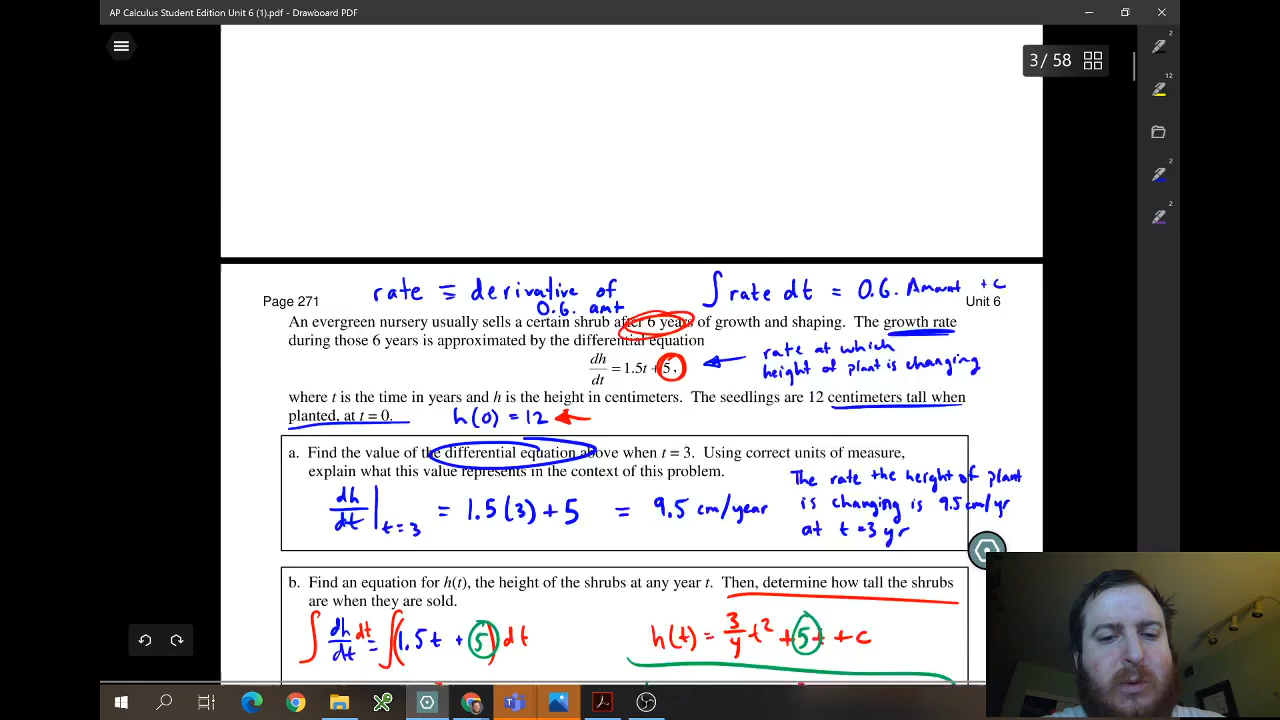 AP Calculus Student Edition Unit 6 (1).pdf - Drawboard PDF
3 / 58
2
12
2
2
rate ≡ derivative of
O.G. amt
∫ rate dt = O.G. Amount + c
Page 271
Unit 6
An evergreen nursery usually sells a certain shrub after 6 years of growth and shaping. The growth rate
during those 6 years is approximated by the differential equation
dh/dt = 1.5t + 5,
rate at which
height of plant is changing
where t is the time in years and h is the height in centimeters. The seedlings are 12 centimeters tall when
planted, at t = 0.
h(0) = 12
a. Find the value of the differential equation above when t = 3. Using correct units of measure,
explain what this value represents in the context of this problem.
dh/dt |t=3 = 1.5(3) + 5 = 9.5 cm/year
The rate the height of plant
is changing is 9.5 cm/yr
at t = 3 yr
b. Find an equation for h(t), the height of the shrubs at any year t. Then, determine how tall the shrubs
are when they are sold.
∫ dh/dt dt = ∫(1.5t + 5) dt
h(t) = 3/4 t² + 5t + c